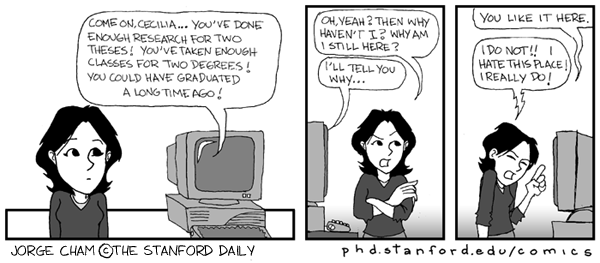 COME ON, CECILIA... YOU'VE DONE
ENOUGH RESEARCH FOR TWO
THESES! YOU'VE TAKEN ENOUGH
CLASSES FOR TWO DEGREES!
YOU COULD HAVE GRADUATED
A LONG TIME AGO!
OH, YEAH? THEN WHY
HAVEN'T I? WHY AM
I STILL HERE?
I'LL TELL YOU
WHY...
YOU LIKE IT HERE.
I DO NOT!! I
HATE THIS PLACE!
I REALLY DO!
JORGE CHAM ©THE STANFORD DAILY
phd.stanford.edu/comics